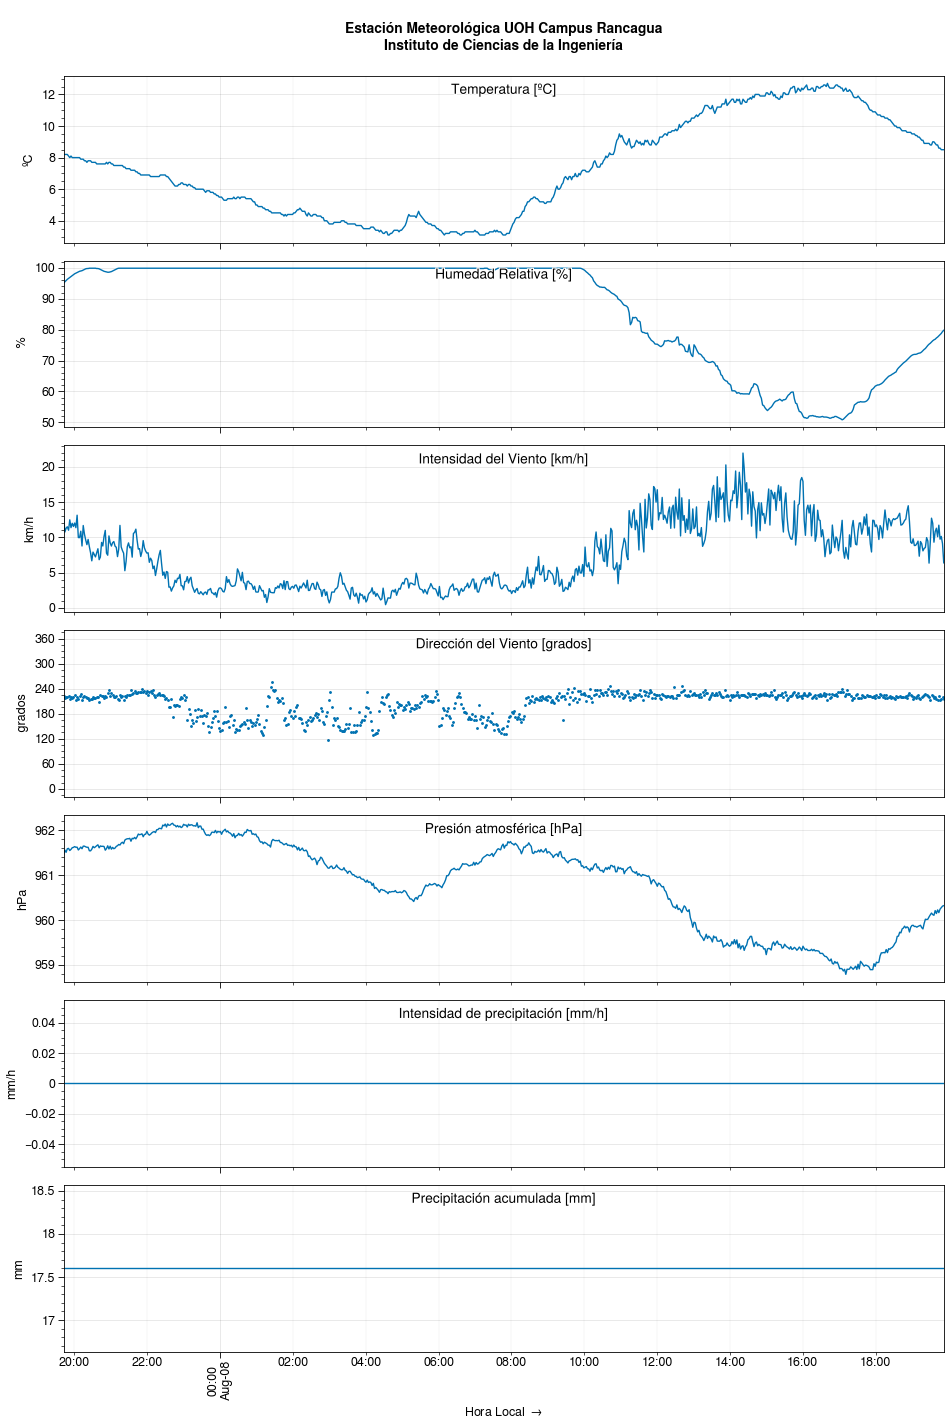 Estación Meteorológica UOH Campus Rancagua
Instituto de Ciencias de la Ingeniería
Temperatura [ºC]
ºC
12
10
8
6
4
Humedad Relativa [%]
%
100
90
80
70
60
50
Intensidad del Viento [km/h]
km/h
20
15
10
5
0
Dirección del Viento [grados]
grados
360
300
240
180
120
60
0
Presión atmosférica [hPa]
hPa
962
961
960
959
Intensidad de precipitación [mm/h]
mm/h
0.04
0.02
0
−0.02
−0.04
Precipitación acumulada [mm]
mm
18.5
18
17.5
17
20:00 22:00 00:00 02:00 04:00 06:00 08:00 10:00 12:00 14:00 16:00 18:00
Aug-08
Hora Local →